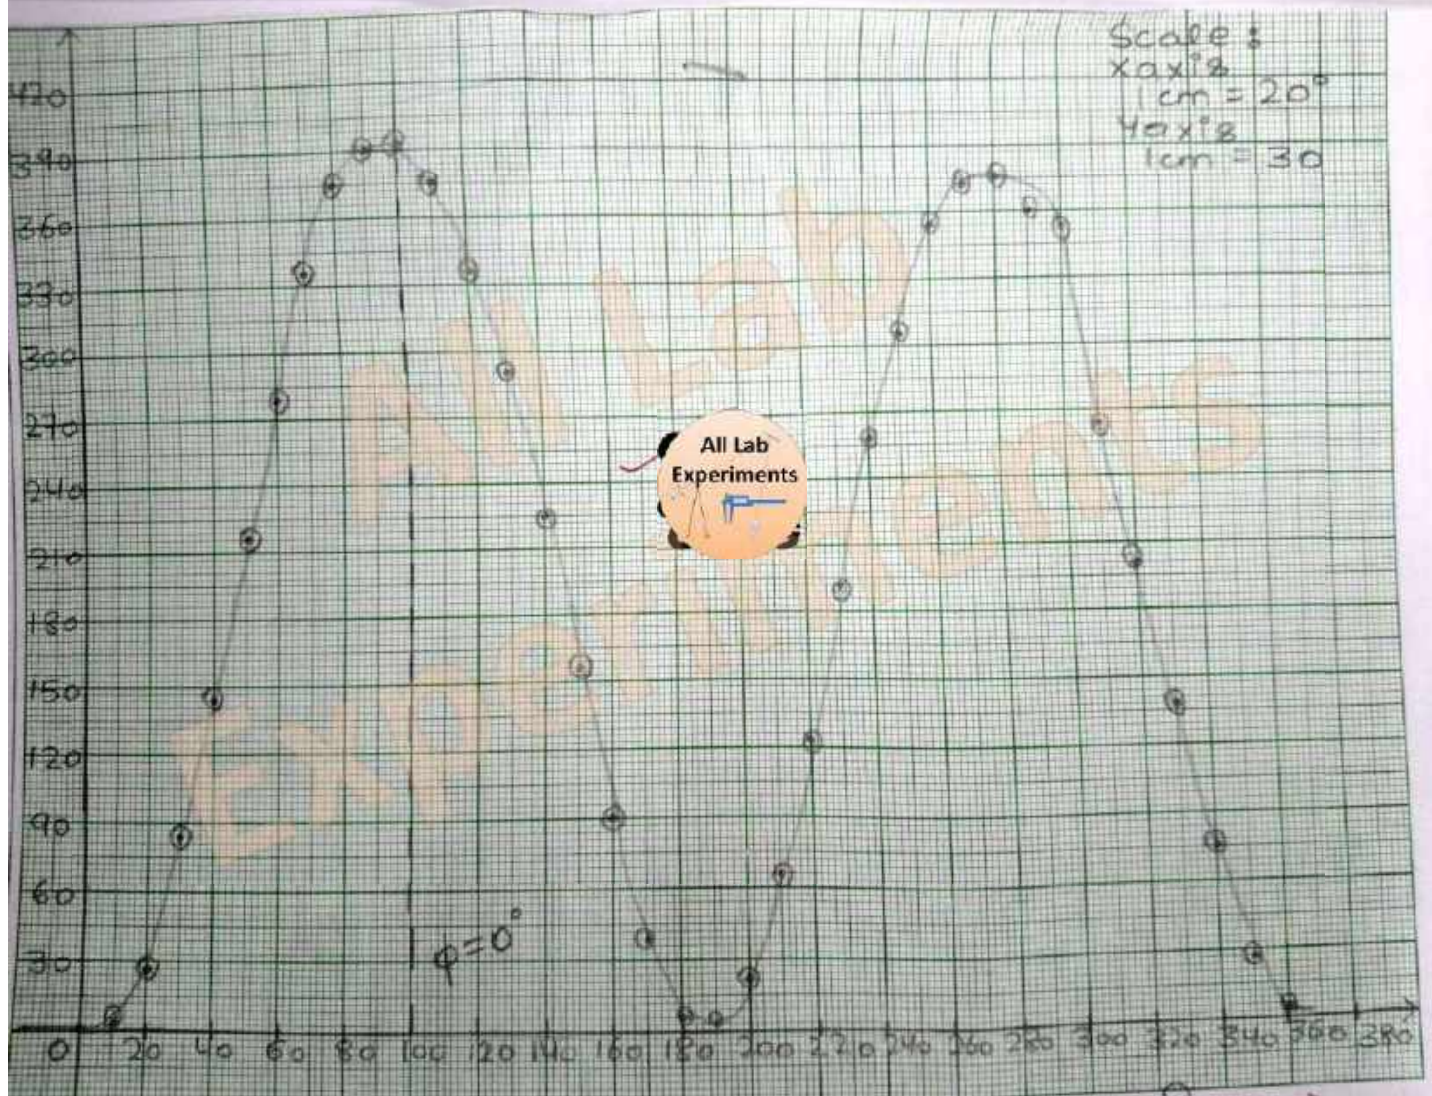 Scale :
x axis
1 cm = 20°
Y axis
1cm = 30
420
390
360
330
300
270
240
210
180
150
120
90
60
30
All Lab
Experiments
All Lab
Experiments
φ=0°
0 20 40 60 80 100 120 140 160 180 200 220 240 260 280 300 320 340 360 380